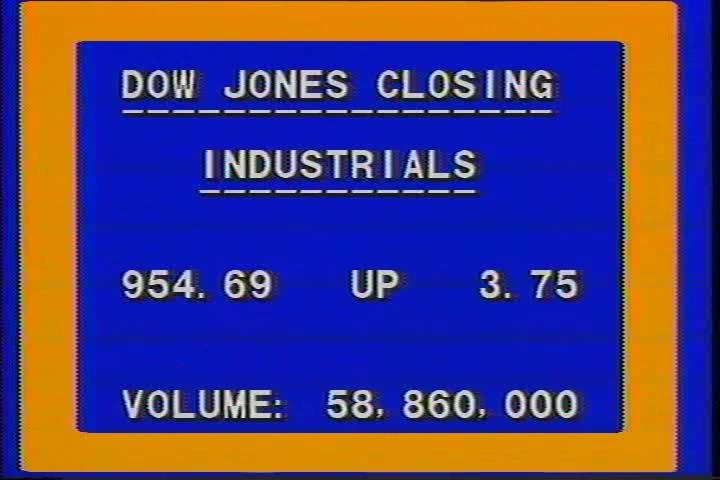 DOW JONES CLOSING
INDUSTRIALS
954.69 UP 3.75
VOLUME: 58,860,000